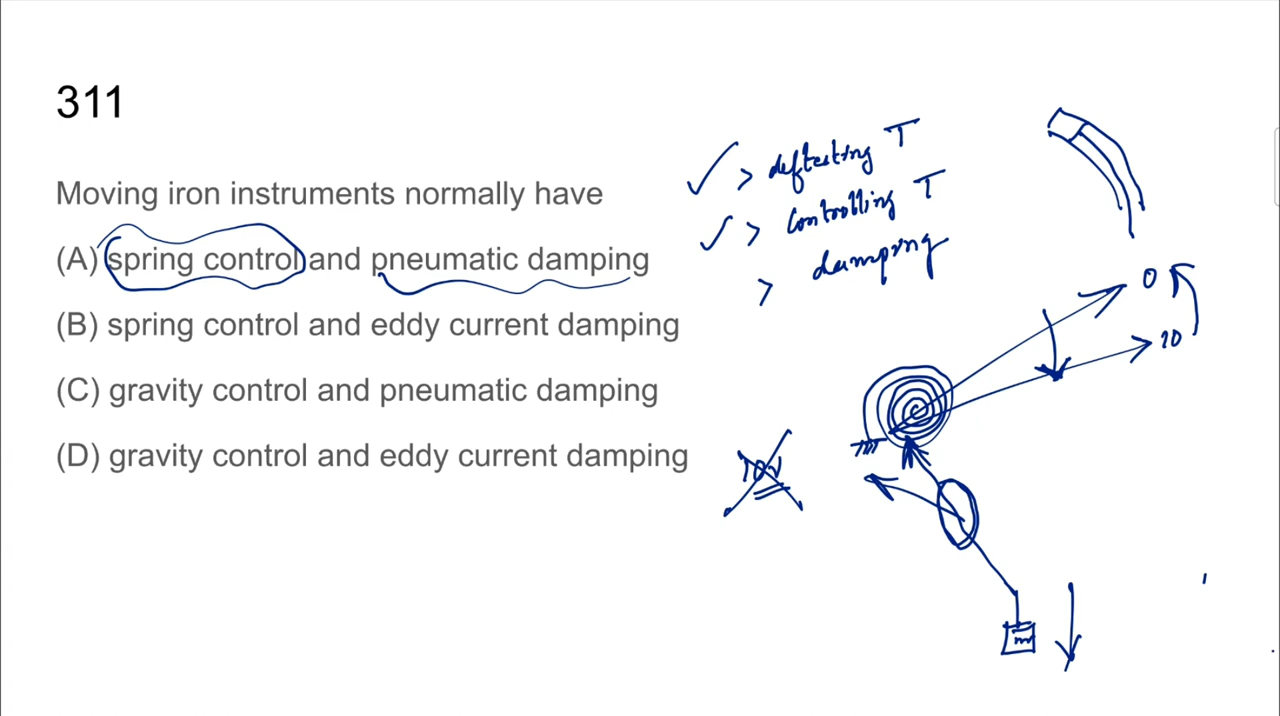 311
Moving iron instruments normally have
(A) spring control and pneumatic damping
(B) spring control and eddy current damping
(C) gravity control and pneumatic damping
(D) gravity control and eddy current damping
> deflecting T
> Controlling T
> damping
0
10
10V
m